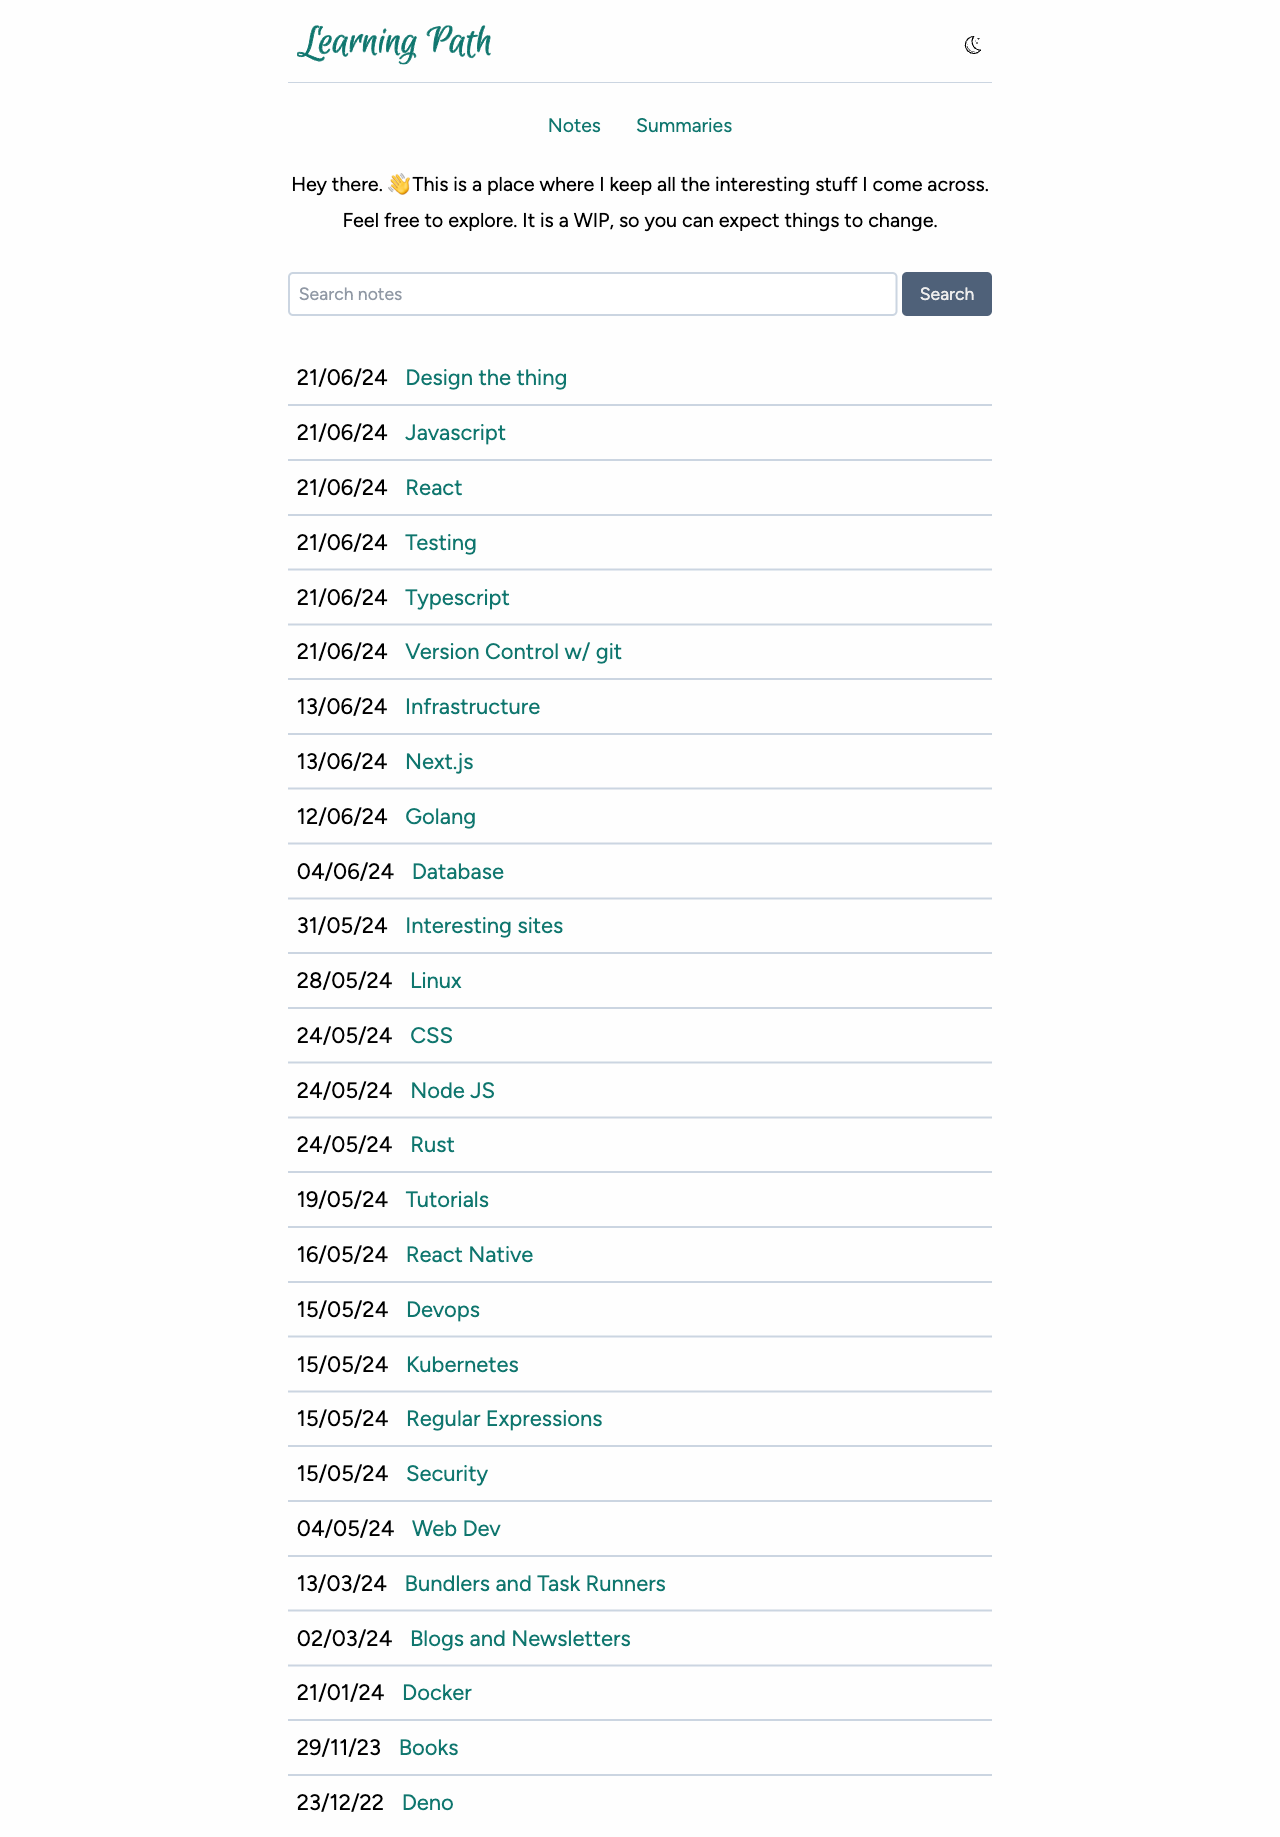 Learning Path
Notes Summaries
Hey there. 👋This is a place where I keep all the interesting stuff I come across.
Feel free to explore. It is a WIP, so you can expect things to change.
Search notes Search
21/06/24 Design the thing
21/06/24 Javascript
21/06/24 React
21/06/24 Testing
21/06/24 Typescript
21/06/24 Version Control w/ git
13/06/24 Infrastructure
13/06/24 Next.js
12/06/24 Golang
04/06/24 Database
31/05/24 Interesting sites
28/05/24 Linux
24/05/24 CSS
24/05/24 Node JS
24/05/24 Rust
19/05/24 Tutorials
16/05/24 React Native
15/05/24 Devops
15/05/24 Kubernetes
15/05/24 Regular Expressions
15/05/24 Security
04/05/24 Web Dev
13/03/24 Bundlers and Task Runners
02/03/24 Blogs and Newsletters
21/01/24 Docker
29/11/23 Books
23/12/22 Deno